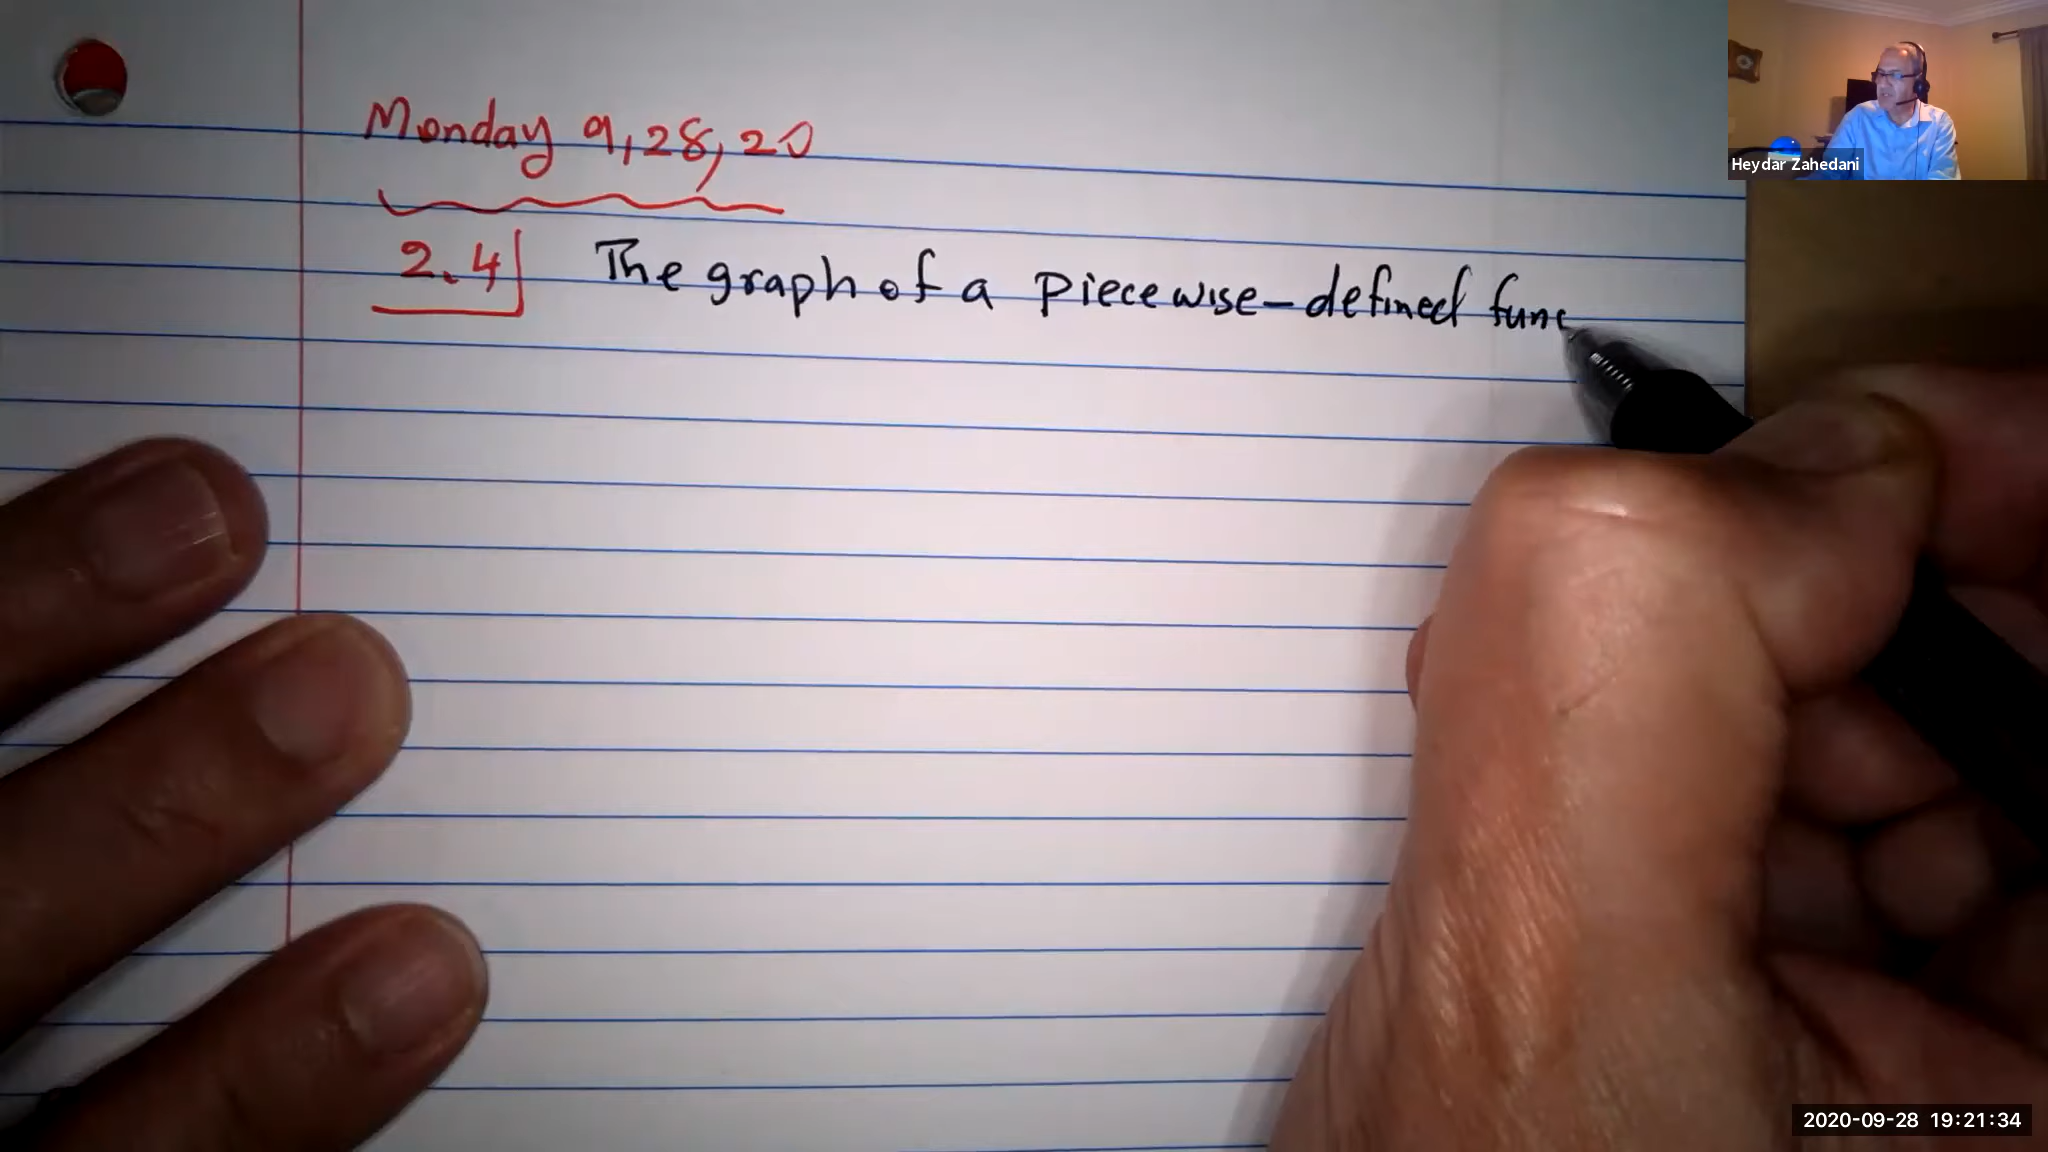 Monday 9,28,20
Heydar Zahedani
2.4 The graph of a Piecewise-defined func
2020-09-28 19:21:34